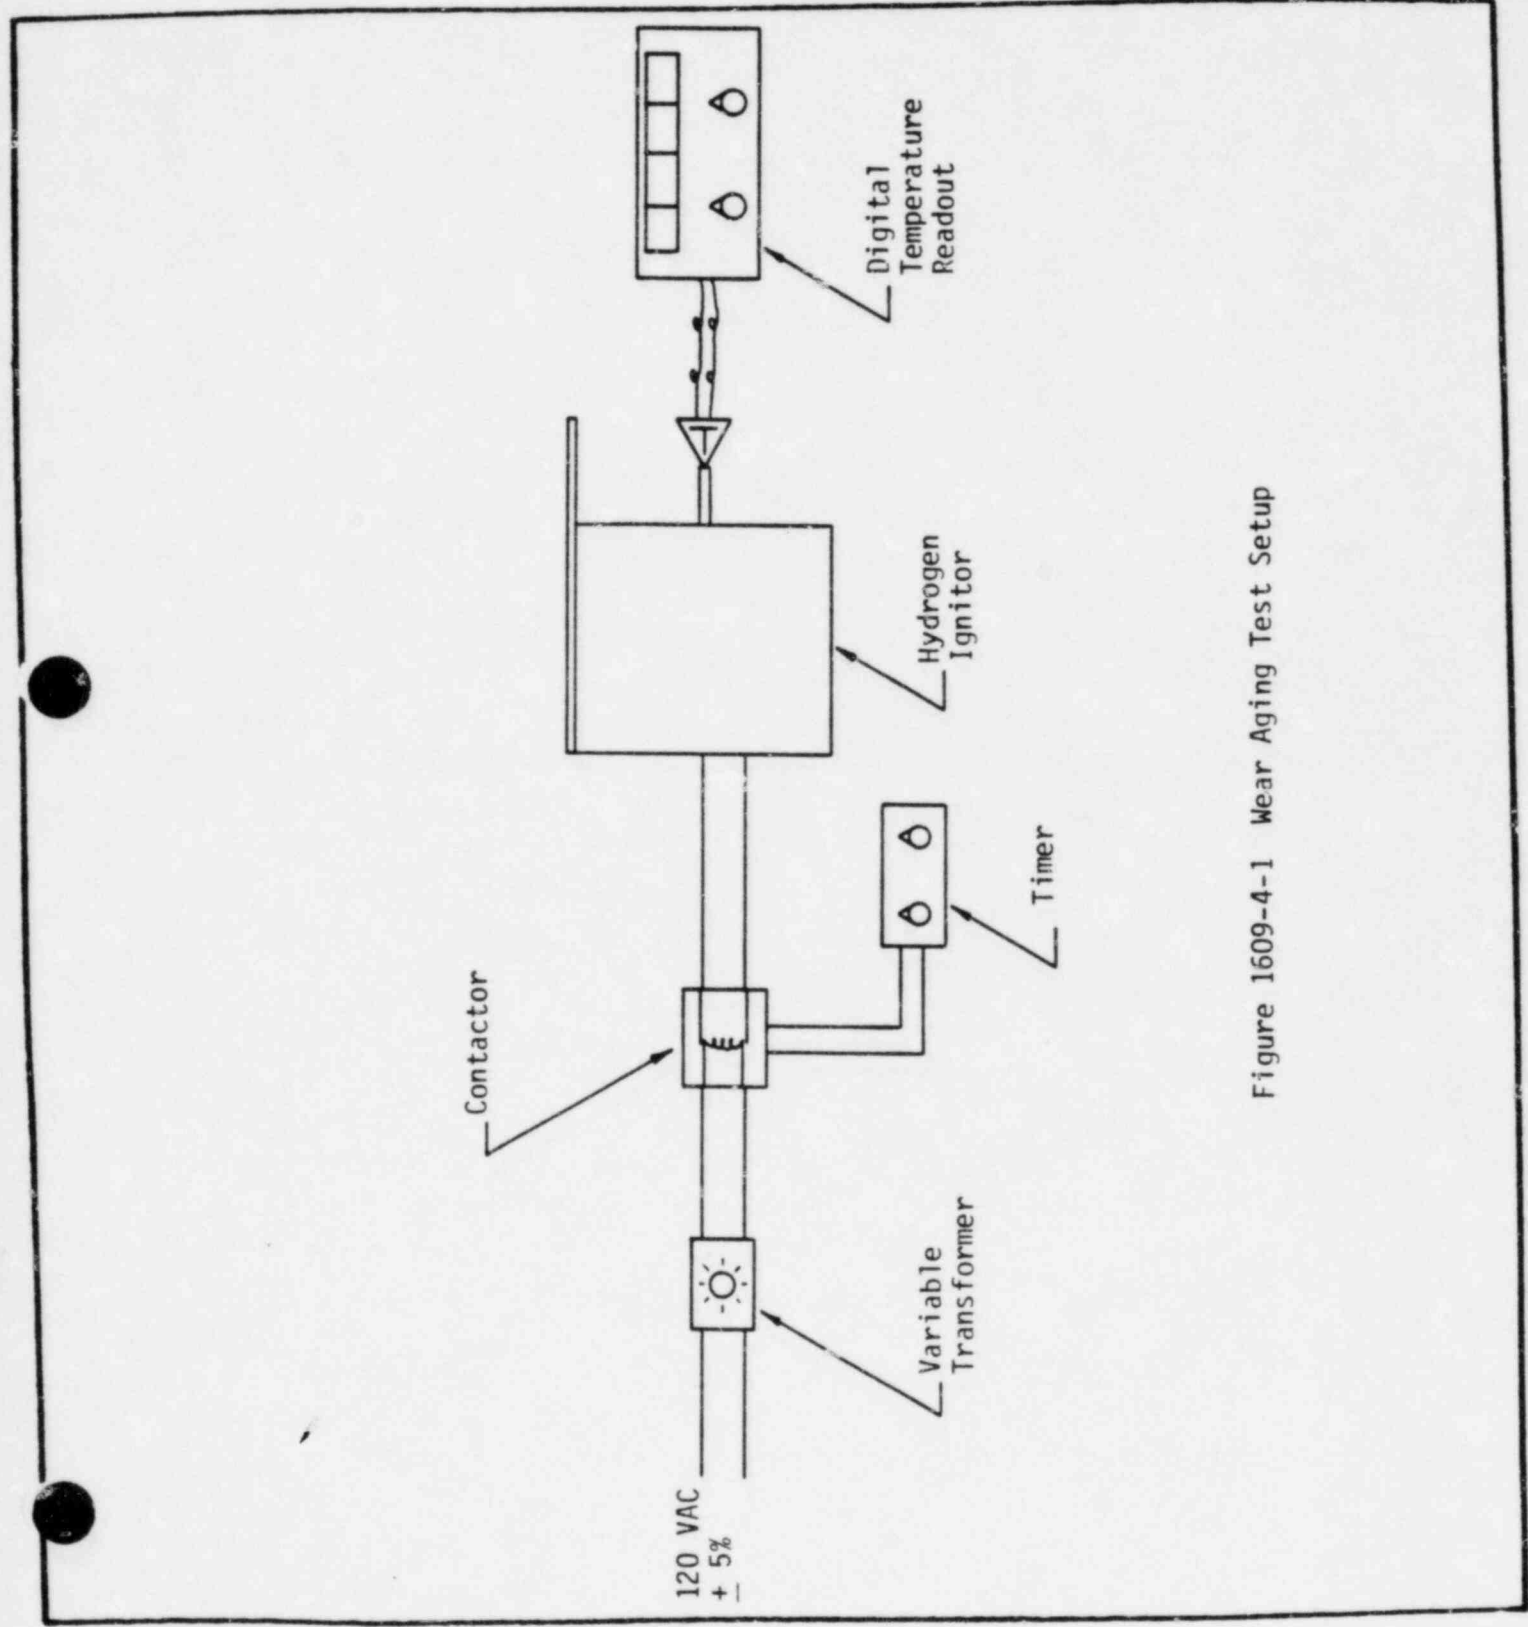 Contactor
120 VAC
± 5%
Variable
Transformer
Timer
Hydrogen
Ignitor
T
Digital
Temperature
Readout
Figure 1609-4-1 Wear Aging Test Setup